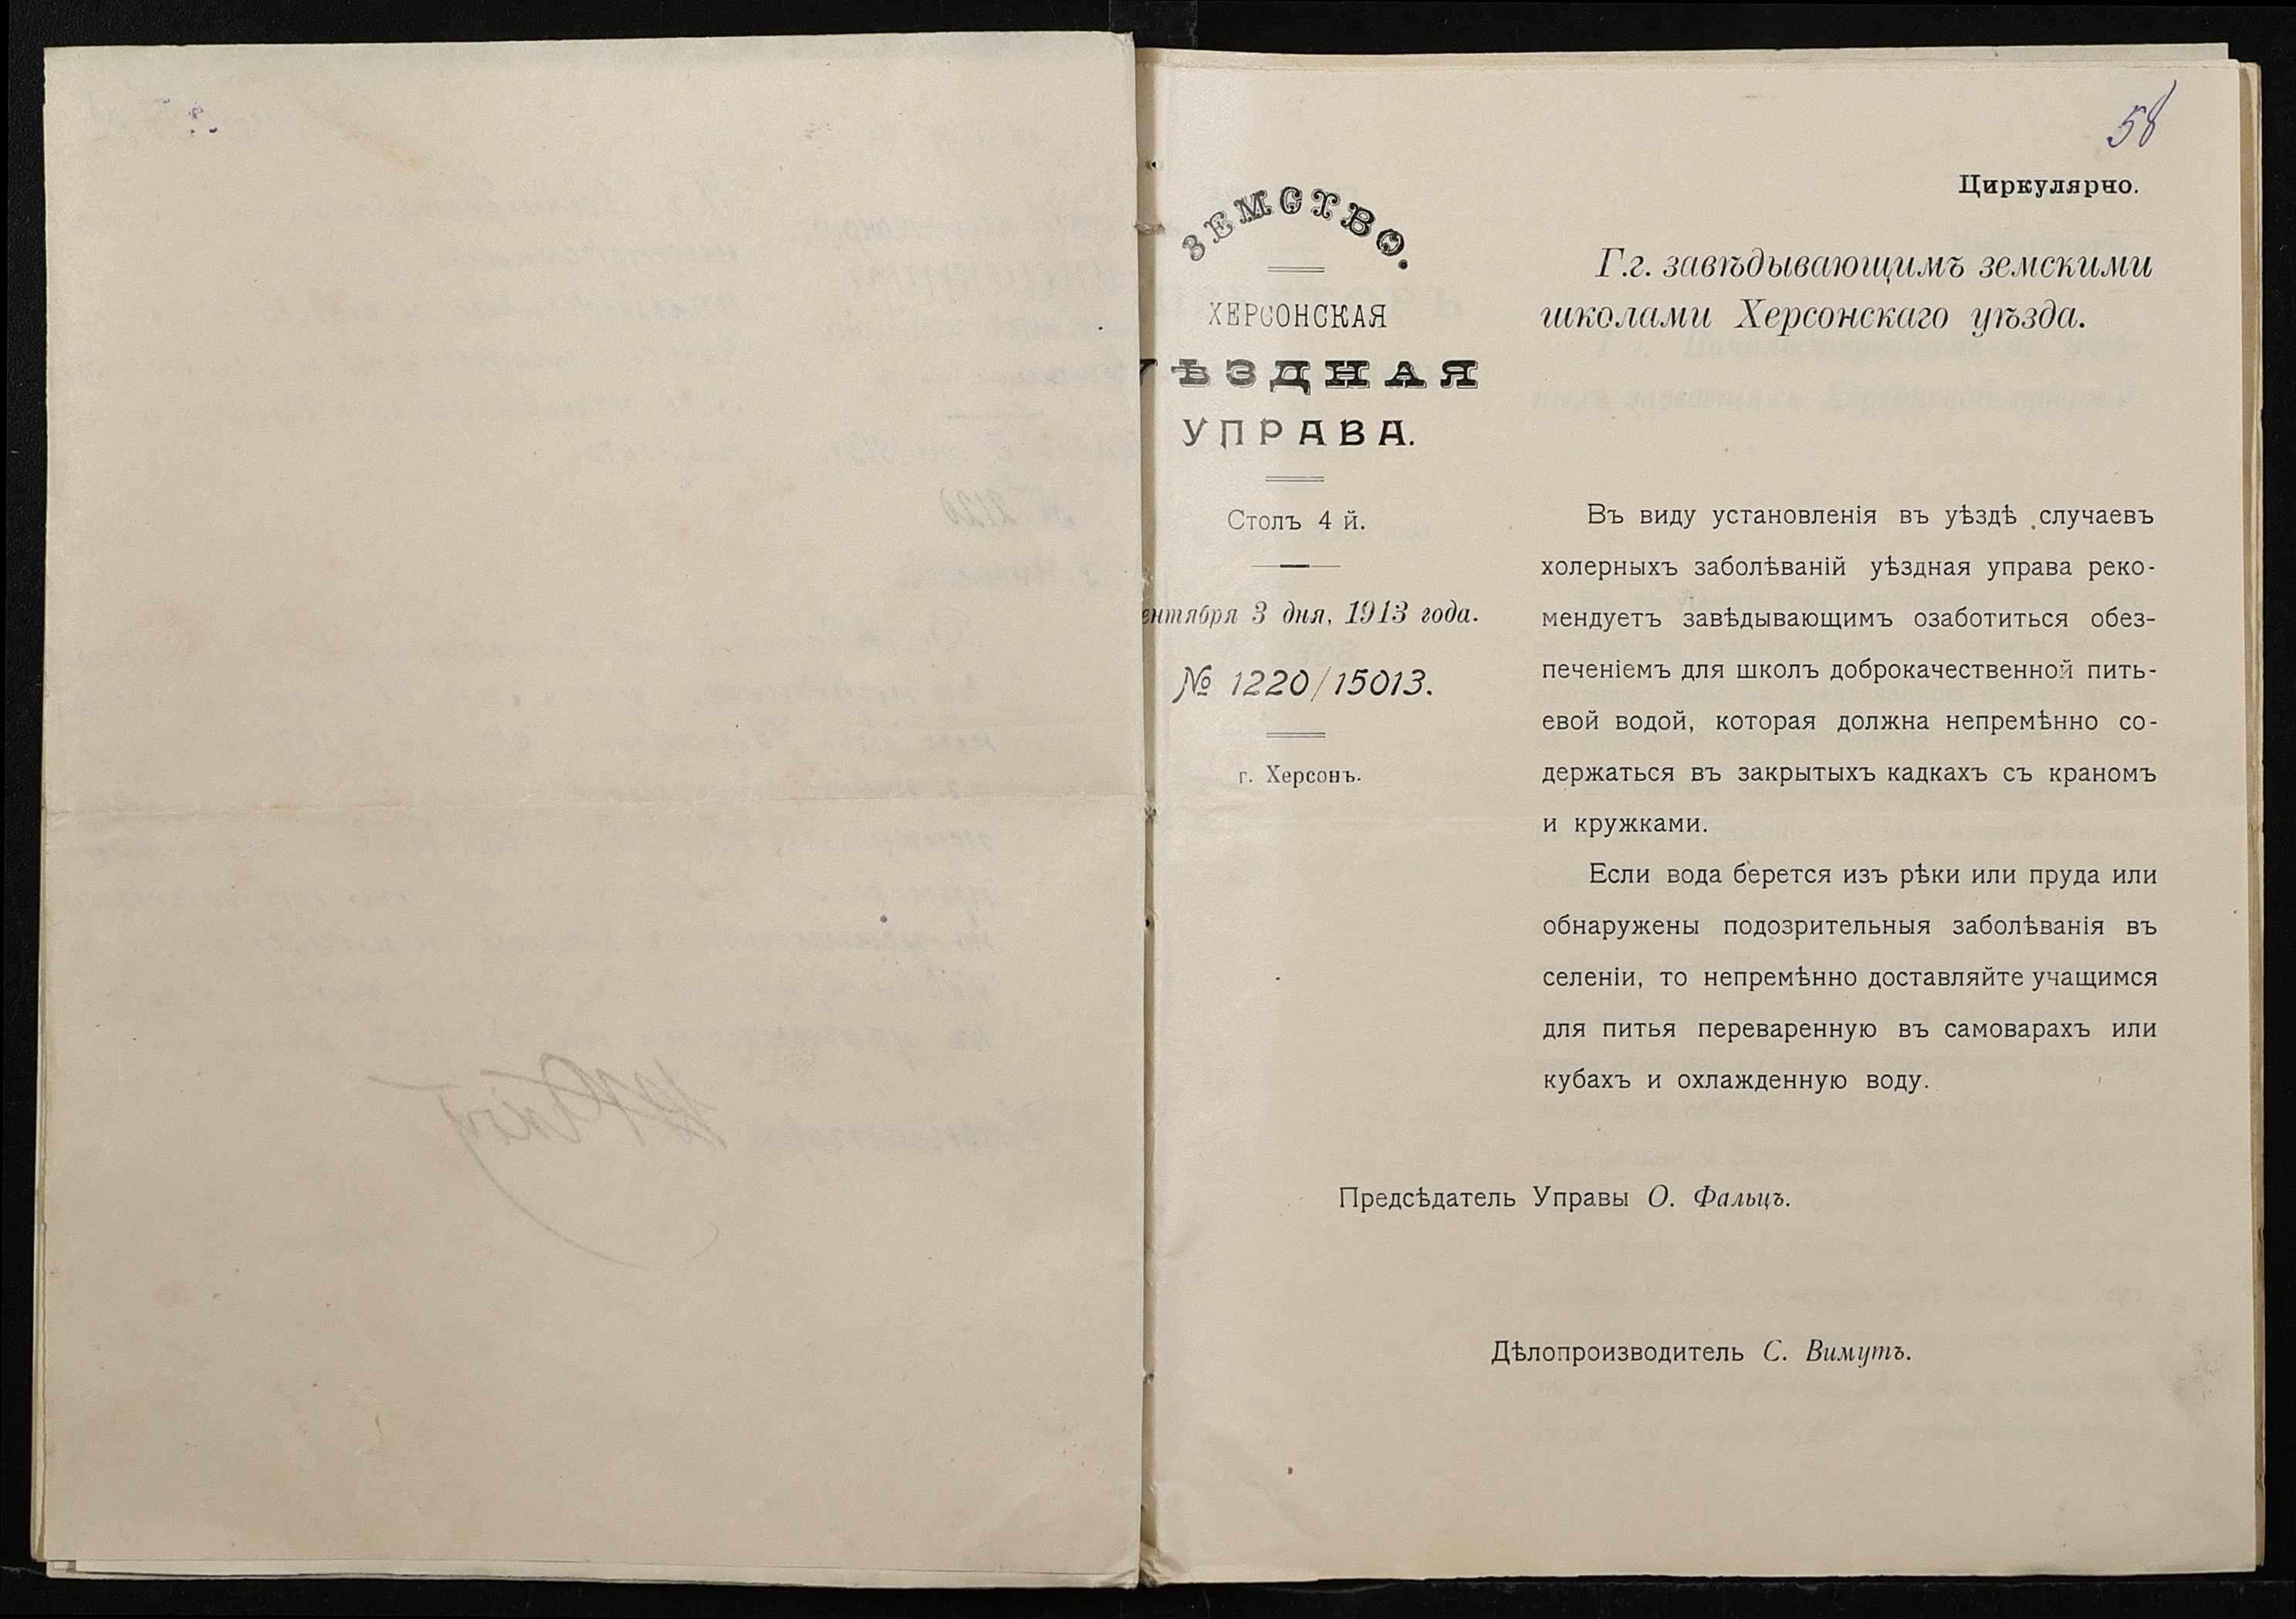 58
Циркулярно.
ЗЕМСТВО.
ХЕРСОНСКАЯ
УѢЗДНАЯ
УПРАВА.
Столъ 4 й.
ентября 3 дня, 1913 года.
№ 1220/15013.
г. Херсонъ.
Г.г. завѣдывающимъ земскими
школами Херсонскаго уѣзда.
Въ виду установленія въ уѣздѣ случаевъ
холерныхъ заболѣваній уѣздная управа реко-
мендуетъ завѣдывающимъ озаботиться обез-
печеніемъ для школъ доброкачественной пить-
евой водой, которая должна непремѣнно со-
держаться въ закрытыхъ кадкахъ съ краномъ
и кружками.
Если вода берется изъ рѣки или пруда или
обнаружены подозрительныя заболѣванія въ
селеніи, то непремѣнно доставляйте учащимся
для питья переваренную въ самоварахъ или
кубахъ и охлажденную воду.
Предсѣдатель Управы О. Фальцъ.
Дѣлопроизводитель С. Вимутъ.